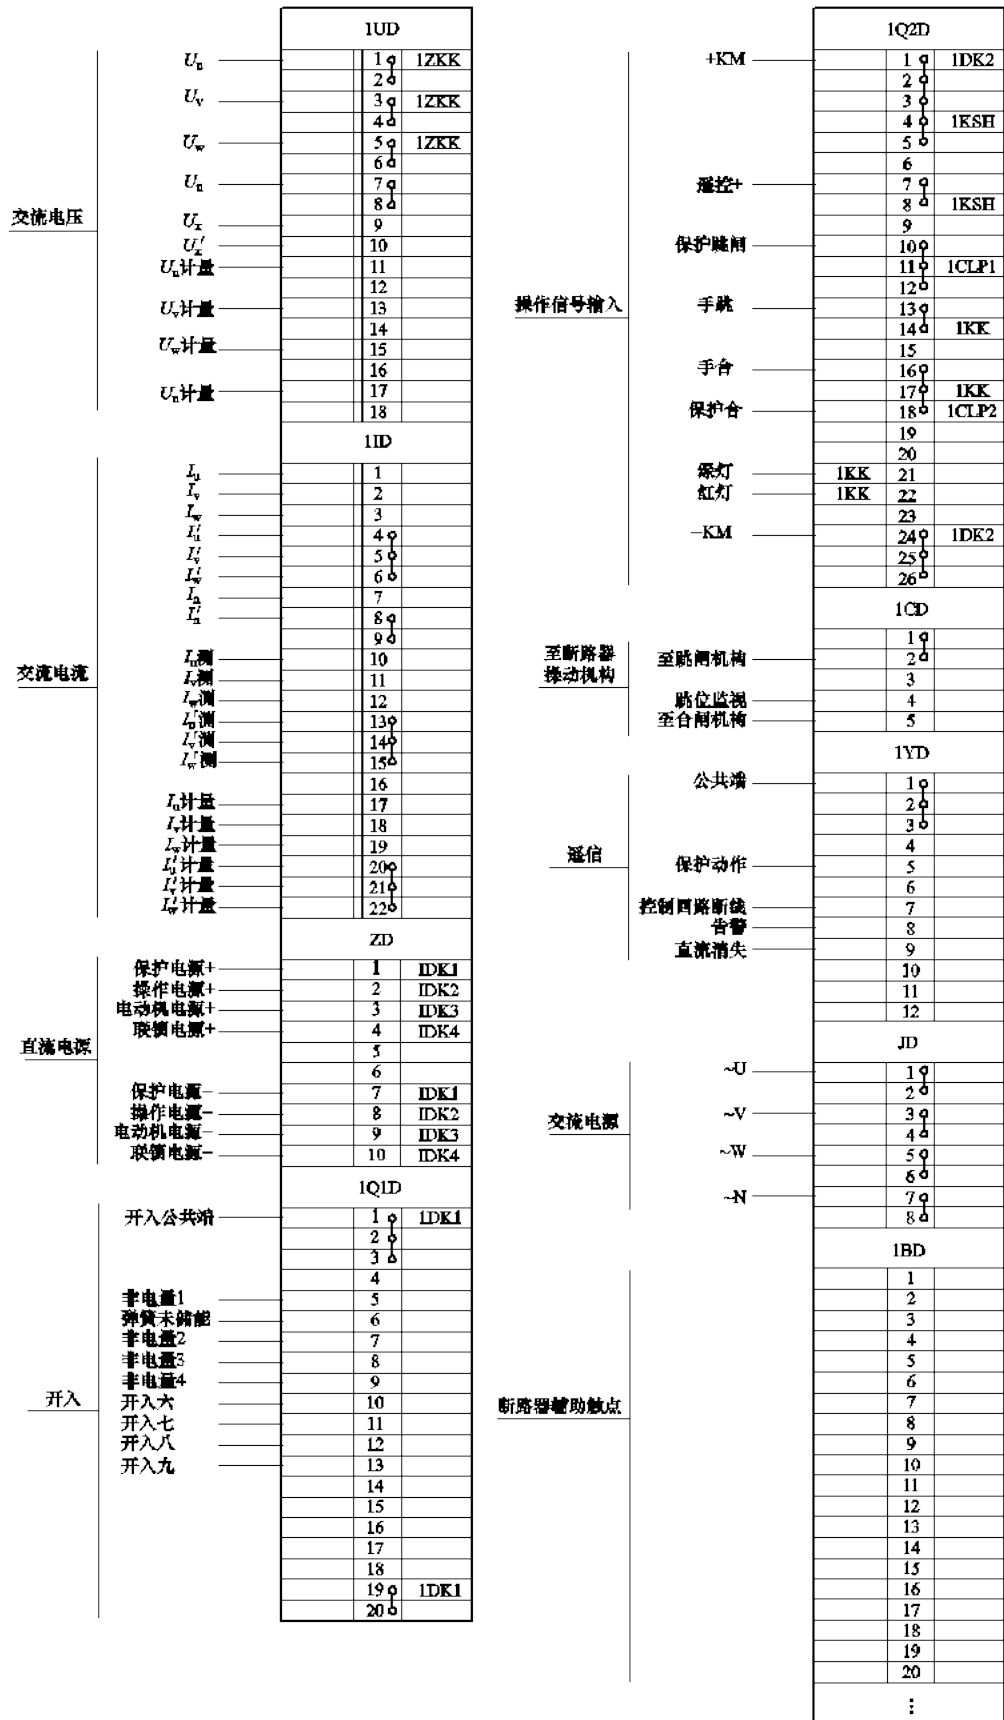 1UD
交流电压
Uu 1 1ZKK
2
Uv 3 1ZKK
4
Uw 5 1ZKK
6
Un 7
8
Ux 9
U'x 10
Uu计量 11
12
Uv计量 13
14
Uw计量 15
16
Un计量 17
18
1ID
交流电流
Iu 1
Iv 2
Iw 3
I'u 4
I'v 5
I'w 6
In 7
I'n 8
9
Iu测 10
Iv测 11
Iw测 12
I'u测 13
I'v测 14
I'w测 15
16
Iu计量 17
Iv计量 18
Iw计量 19
I'u计量 20
I'v计量 21
I'w计量 22
ZD
直流电源
保护电源+ 1 IDK1
操作电源+ 2 IDK2
电动机电源+ 3 IDK3
联锁电源+ 4 IDK4
5
6
保护电源− 7 IDK1
操作电源− 8 IDK2
电动机电源− 9 IDK3
联锁电源− 10 IDK4
1Q1D
开入
开入公共端 1 1DK1
2
3
4
非电量1 5
弹簧未储能 6
非电量2 7
非电量3 8
非电量4 9
开入六 10
开入七 11
开入八 12
开入九 13
14
15
16
17
18
19 1DK1
20
1Q2D
操作信号输入
+KM 1 1DK2
2
3
4 1KSH
5
6
遥控+ 7
8 1KSH
9
保护跳闸 10
11 1CLP1
12
手跳 13
14 1KK
15
手合 16
17 1KK
保护合 18 1CLP2
19
20
绿灯 1KK 21
红灯 1KK 22
23
−KM 24 1DK2
25
26
1CD
至断路器
操动机构
1
至跳闸机构 2
3
跳位监视 4
至合闸机构 5
1YD
遥信
公共端 1
2
3
4
保护动作 5
6
控制回路断线 7
告警 8
直流消失 9
10
11
12
JD
交流电源
~U 1
2
~V 3
4
~W 5
6
~N 7
8
1BD
断路器辅助触点
1
2
3
4
5
6
7
8
9
10
11
12
13
14
15
16
17
18
19
20
⋮